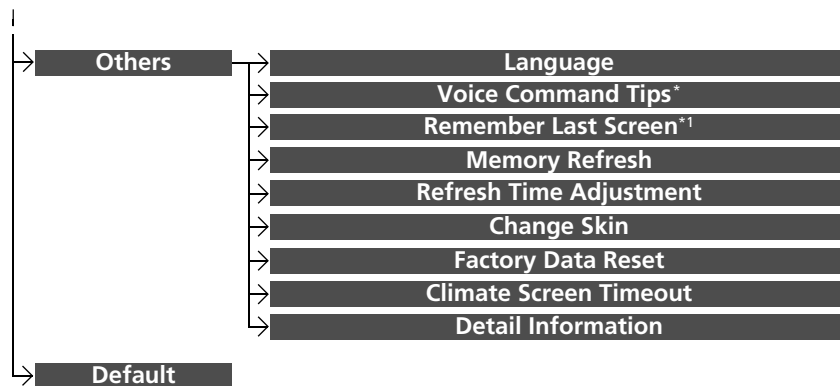 Others
Language
Voice Command Tips*
Remember Last Screen*1
Memory Refresh
Refresh Time Adjustment
Change Skin
Factory Data Reset
Climate Screen Timeout
Detail Information
Default